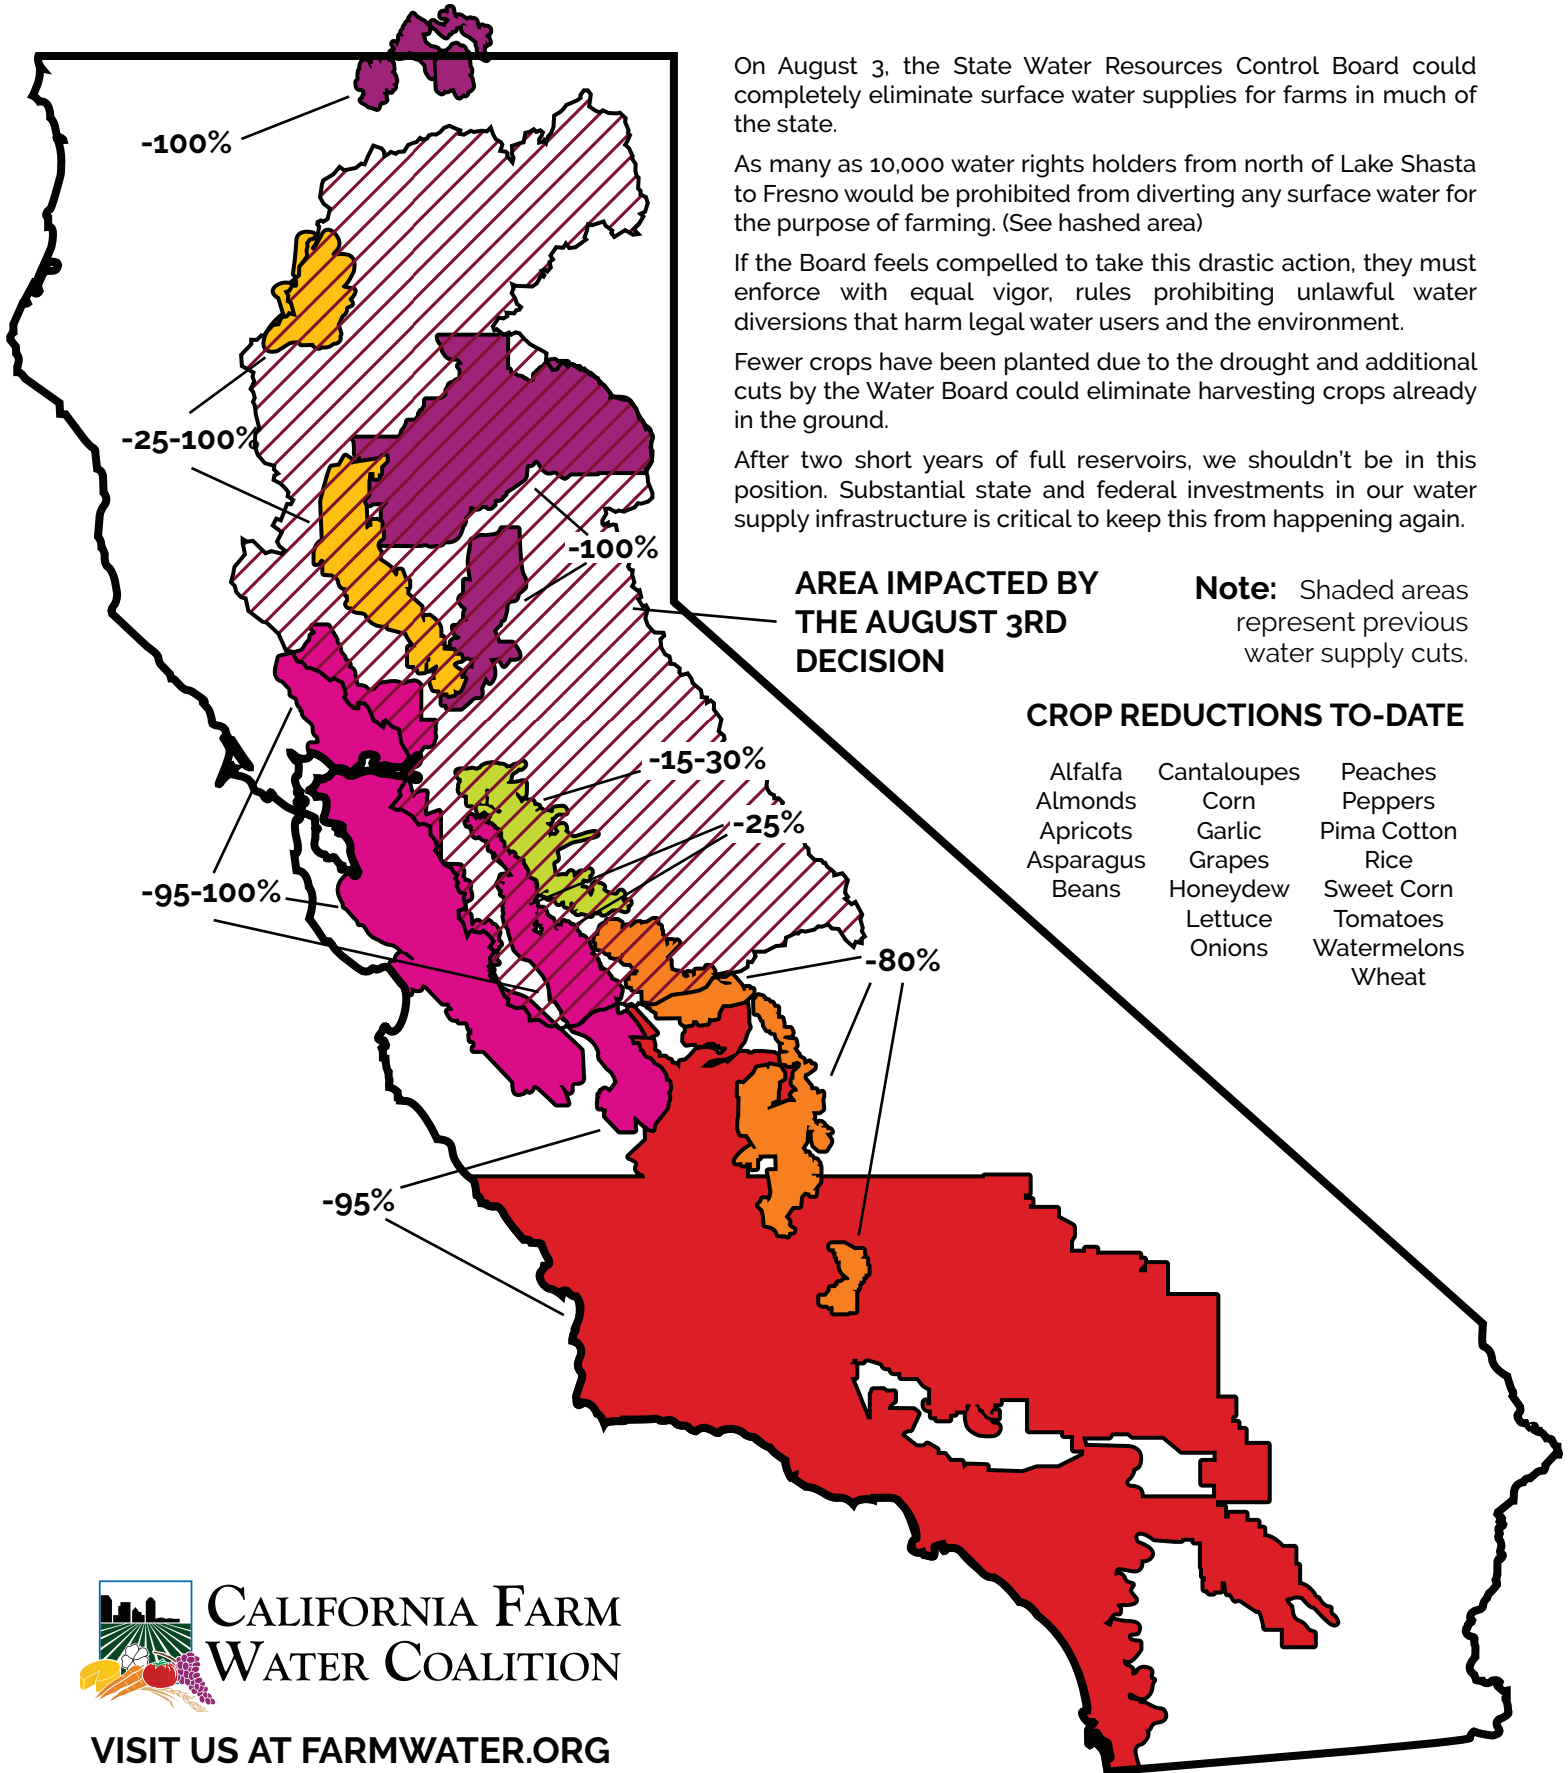 On August 3, the State Water Resources Control Board could
completely eliminate surface water supplies for farms in much of
the state.
As many as 10,000 water rights holders from north of Lake Shasta
to Fresno would be prohibited from diverting any surface water for
the purpose of farming. (See hashed area)
If the Board feels compelled to take this drastic action, they must
enforce with equal vigor, rules prohibiting unlawful water
diversions that harm legal water users and the environment.
Fewer crops have been planted due to the drought and additional
cuts by the Water Board could eliminate harvesting crops already
in the ground.
After two short years of full reservoirs, we shouldn't be in this
position. Substantial state and federal investments in our water
supply infrastructure is critical to keep this from happening again.
-100%
-25-100%
-100%
AREA IMPACTED BY
THE AUGUST 3RD
DECISION
Note: Shaded areas
represent previous
water supply cuts.
CROP REDUCTIONS TO-DATE
Alfalfa
Almonds
Apricots
Asparagus
Beans
Cantaloupes
Corn
Garlic
Grapes
Honeydew
Lettuce
Onions
Peaches
Peppers
Pima Cotton
Rice
Sweet Corn
Tomatoes
Watermelons
Wheat
-15-30%
-25%
-95-100%
-80%
-95%
CALIFORNIA FARM
WATER COALITION
VISIT US AT FARMWATER.ORG